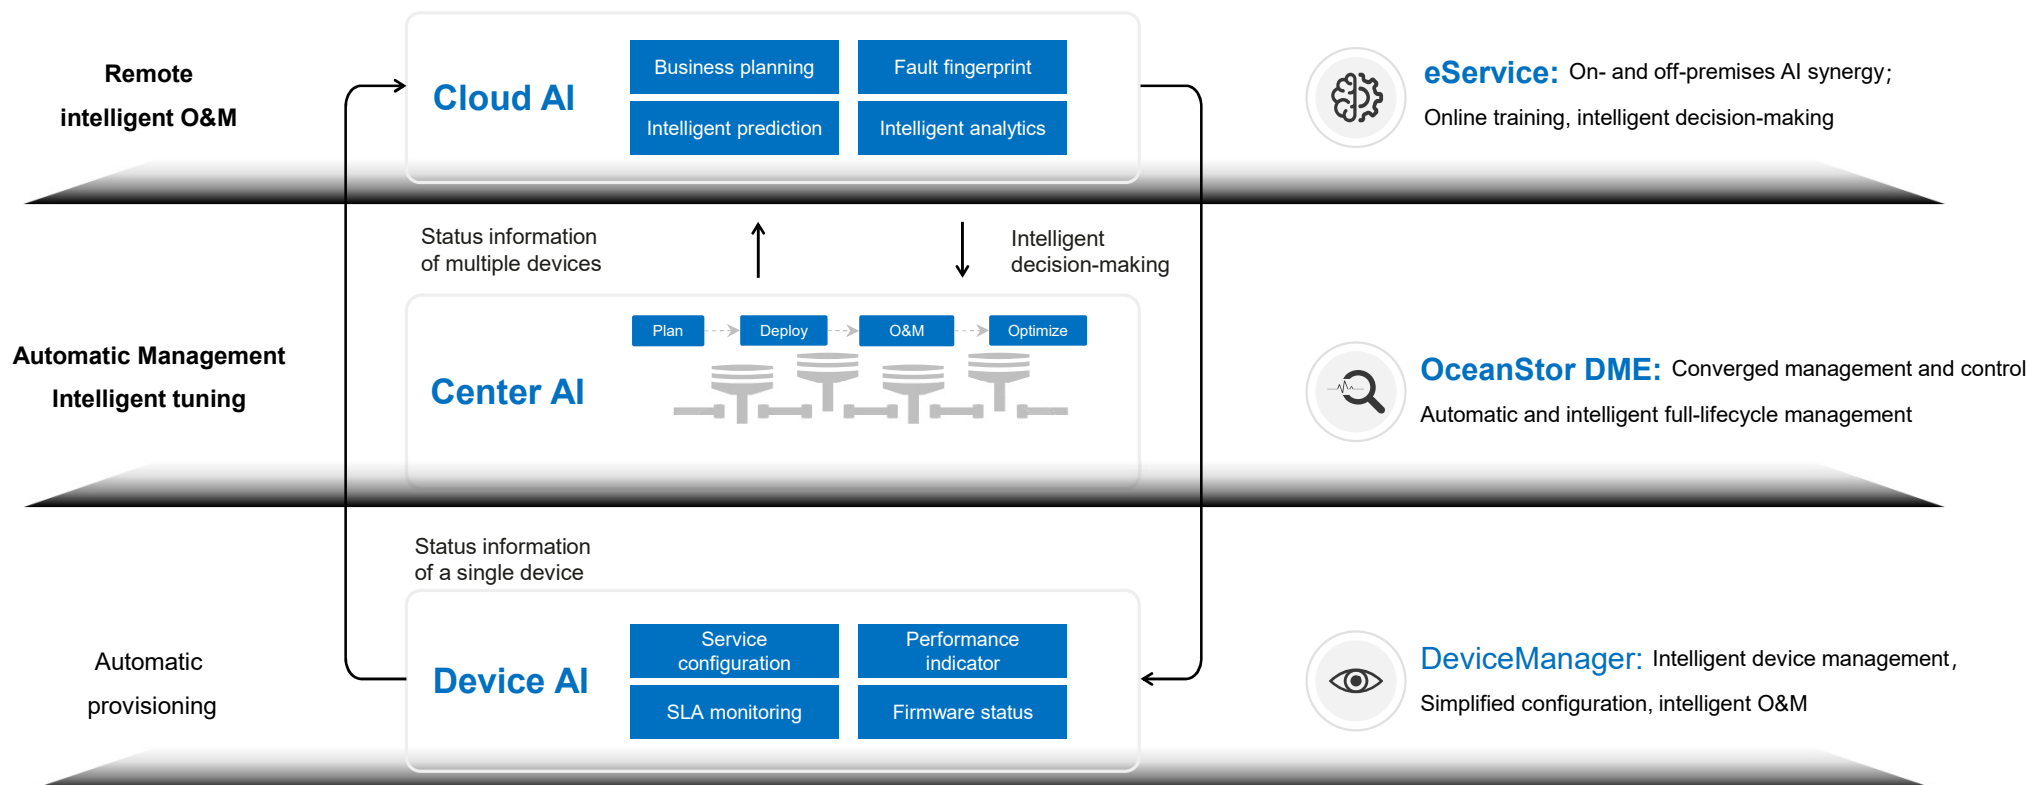 Remote
intelligent O&M
Cloud AI
Business planning
Fault fingerprint
Intelligent prediction
Intelligent analytics
eService: On- and off-premises AI synergy;
Online training, intelligent decision-making
Status information
of multiple devices
Intelligent
decision-making
Automatic Management
Intelligent tuning
Center AI
Plan
Deploy
O&M
Optimize
OceanStor DME: Converged management and control
Automatic and intelligent full-lifecycle management
Status information
of a single device
Automatic
provisioning
Device AI
Service
configuration
Performance
indicator
SLA monitoring
Firmware status
DeviceManager: Intelligent device management,
Simplified configuration, intelligent O&M